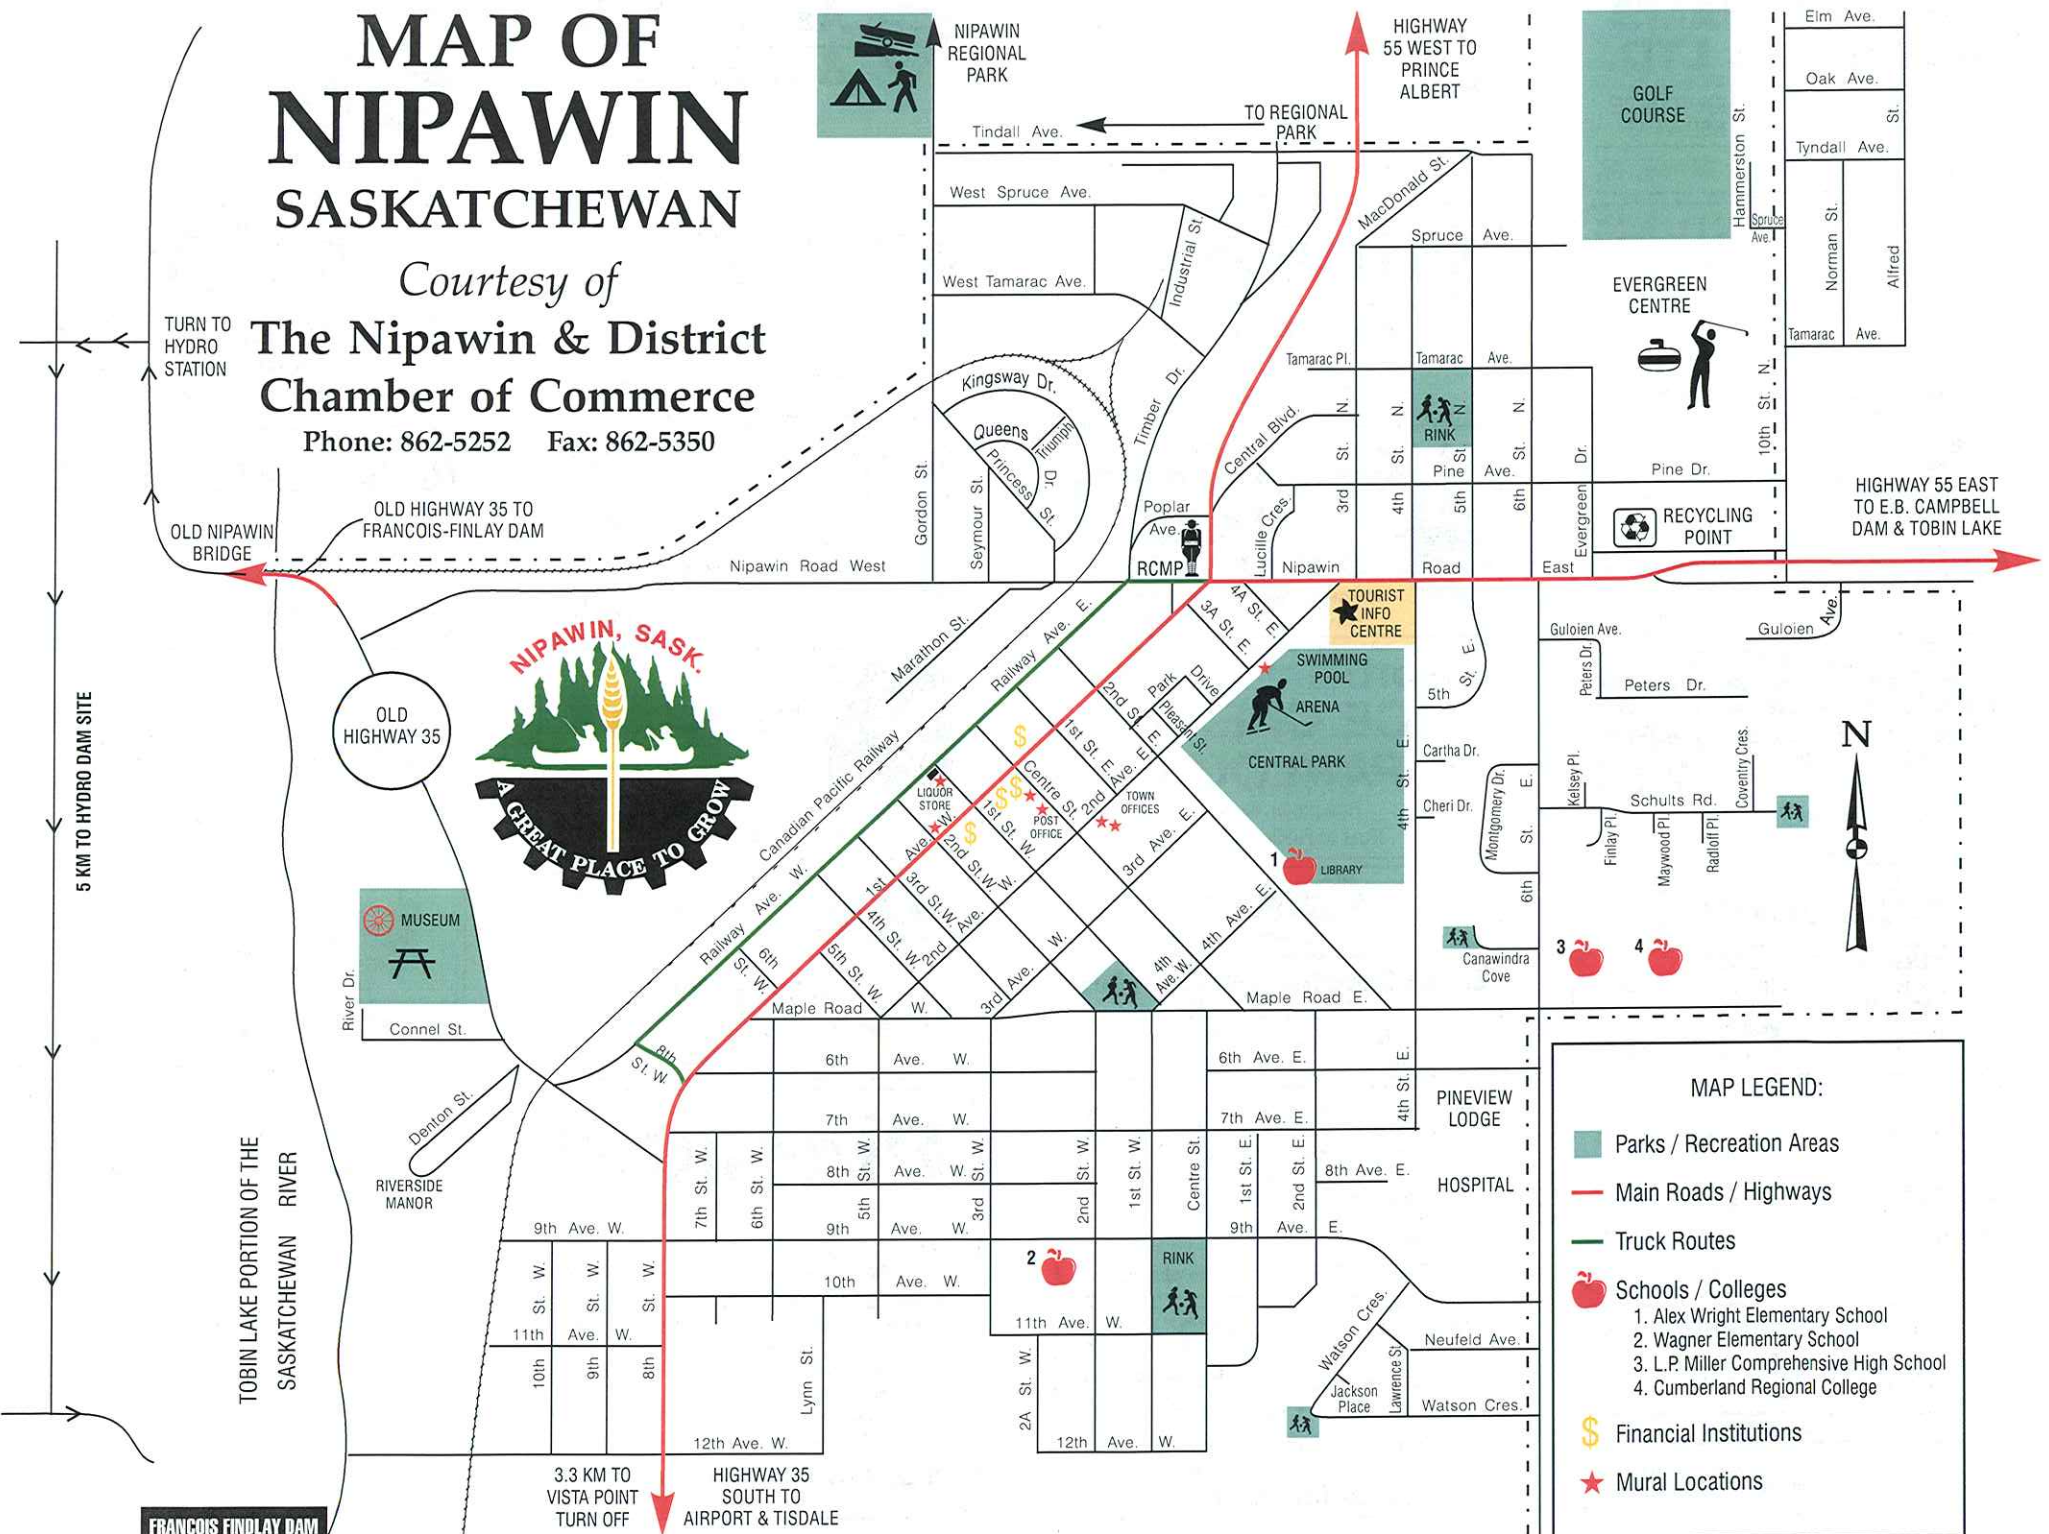 MAP OF
NIPAWIN
SASKATCHEWAN
Courtesy of
The Nipawin & District
Chamber of Commerce
Phone: 862-5252 Fax: 862-5350
NIPAWIN
REGIONAL
PARK
HIGHWAY
55 WEST TO
PRINCE
ALBERT
TO REGIONAL
PARK
Tindall Ave.
GOLF
COURSE
Hammerston St.
Elm Ave.
Oak Ave.
St.
Tyndall Ave.
Spruce
Ave.
Norman St.
Alfred
Tamarac Ave.
West Spruce Ave.
Industrial St.
West Tamarac Ave.
MacDonald St.
Spruce Ave.
EVERGREEN
CENTRE
TURN TO
HYDRO
STATION
Tamarac Pl.
Tamarac Ave.
Kingsway Dr.
Queens
Triumph
Princess
Dr.
St.
Timber Dr.
Central Blvd.
RINK
3rd St. N.
4th St. N.
5th St. N.
6th St. N.
Evergreen Dr.
10th St. N.
Pine Ave.
Pine Dr.
Gordon St.
Seymour St.
Poplar
Ave.
RCMP
Lucille Cres.
RECYCLING
POINT
HIGHWAY 55 EAST
TO E.B. CAMPBELL
DAM & TOBIN LAKE
OLD HIGHWAY 35 TO
FRANCOIS-FINLAY DAM
OLD NIPAWIN
BRIDGE
Nipawin Road West
Nipawin Road East
5 KM TO HYDRO DAM SITE
OLD
HIGHWAY 35
NIPAWIN, SASK.
A GREAT PLACE TO GROW
Marathon St.
Railway Ave. E.
Canadian Pacific Railway
4A St. E.
3A St. E.
TOURIST
INFO
CENTRE
SWIMMING
POOL
ARENA
CENTRAL PARK
LIBRARY
1
Park Drive
Pleasant St.
2nd St. E.
1st St. E.
Centre St.
2nd Ave. E.
3rd Ave. E.
4th Ave. E.
TOWN
OFFICES
POST
OFFICE
LIQUOR
STORE
$
$
$
$
1st St. W.
2nd St. W.
3rd St. W.
4th St. W.
5th St. W.
6th
St. W.
8th
St. W.
1st Ave. W.
2nd Ave. W.
3rd Ave. W.
4th
Ave. W.
Railway Ave. W.
5th St. E.
Cartha Dr.
Cheri Dr.
4th St. E.
Montgomery Dr.
6th St. E.
Guloien Ave.
Guloien Ave.
Peters Dr.
Peters Dr.
Kelsey Pl.
Schults Rd.
Coventry Cres.
Finlay Pl.
Maywood Pl.
Radloff Pl.
Canawindra
Cove
3
4
N
MUSEUM
River Dr.
Connel St.
Denton St.
RIVERSIDE
MANOR
TOBIN LAKE PORTION OF THE
SASKATCHEWAN RIVER
Maple Road W.
Maple Road E.
6th Ave. W.
6th Ave. E.
7th Ave. W.
7th Ave. E.
4th St. E.
PINEVIEW
LODGE
HOSPITAL
7th St. W.
6th St. W.
5th St. W.
3rd St. W.
2nd St. W.
1st St. W.
Centre St.
1st St. E.
2nd St. E.
8th Ave. W.
8th Ave. E.
9th Ave. W.
9th Ave. W.
9th Ave. E.
10th Ave. W.
10th St. W.
9th St. W.
8th St. W.
11th Ave. W.
2
RINK
11th Ave. W.
Lynn St.
2A St. W.
12th Ave. W.
12th Ave. W.
Watson Cres.
Neufeld Ave.
Lawrence St.
Jackson
Place
Watson Cres.
3.3 KM TO
VISTA POINT
TURN OFF
HIGHWAY 35
SOUTH TO
AIRPORT & TISDALE
FRANCOIS FINDLAY DAM
MAP LEGEND:
Parks / Recreation Areas
Main Roads / Highways
Truck Routes
Schools / Colleges
1. Alex Wright Elementary School
2. Wagner Elementary School
3. L.P. Miller Comprehensive High School
4. Cumberland Regional College
$ Financial Institutions
Mural Locations